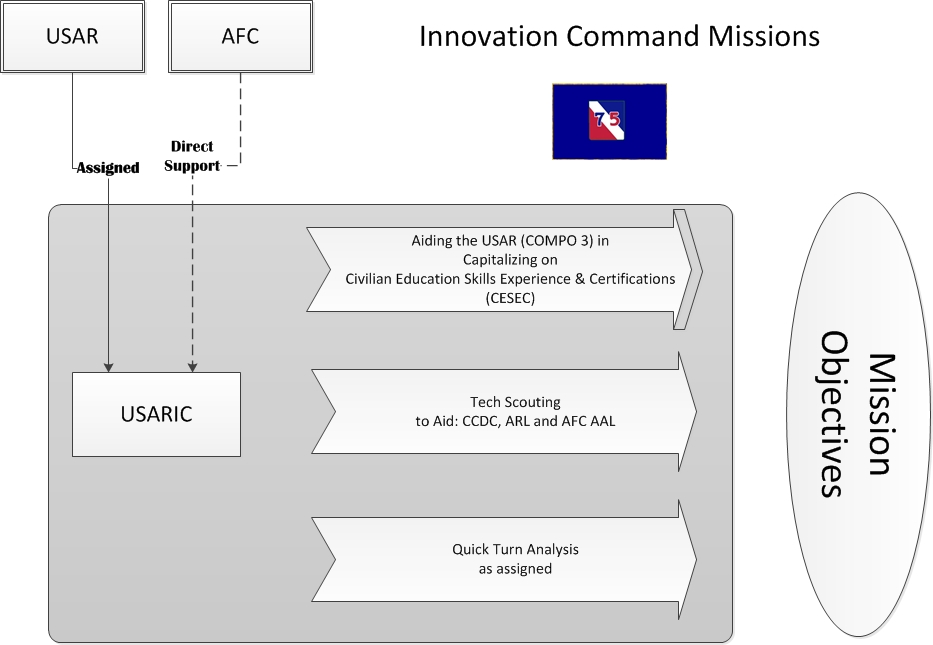 USAR
AFC
Innovation Command Missions
75
Assigned
Direct
Support
Aiding the USAR (COMPO 3) in
Capitalizing on
Civilian Education Skills Experience & Certifications
(CESEC)
USARIC
Tech Scouting
to Aid: CCDC, ARL and AFC AAL
Quick Turn Analysis
as assigned
Mission
Objectives